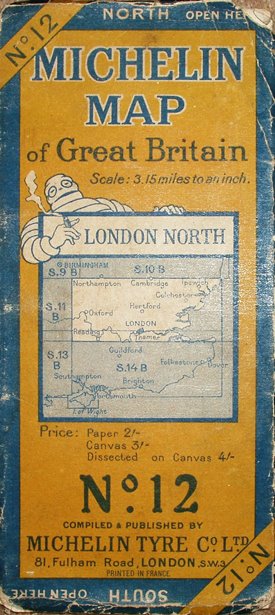 NORTH OPEN HE
No. 12
MICHELIN
MAP
of Great Britain
Scale: 3.15 miles to an inch.
LONDON NORTH
BIRMINGHAM
S.9 B S.10 B
Northampton Cambridge Ipswich
Colchester
S.11 B
Oxford Hertford
LONDON
Reading Thames
S.13 B
Guildford
Folkestone Dover
Southampton S.14 B
Brighton
Portsmouth
I. of Wight
Price: Paper 2/-
Canvas 3/-
Dissected on Canvas 4/-
No. 12
COMPILED & PUBLISHED BY
MICHELIN TYRE Co. LTD
81, Fulham Road, LONDON, S.W.3
PRINTED IN FRANCE
No. 12
OPEN HERE SOUTH